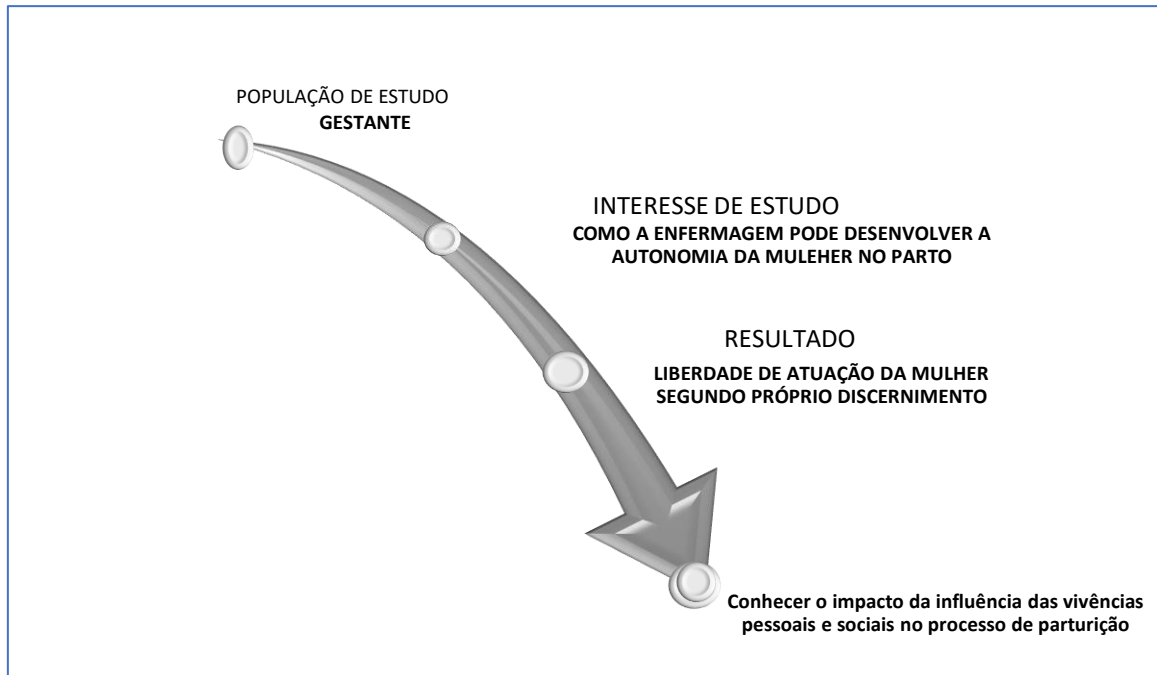 POPULAÇÃO DE ESTUDO
GESTANTE
INTERESSE DE ESTUDO
COMO A ENFERMAGEM PODE DESENVOLVER A
AUTONOMIA DA MULEHER NO PARTO
RESULTADO
LIBERDADE DE ATUAÇÃO DA MULHER
SEGUNDO PRÓPRIO DISCERNIMENTO
Conhecer o impacto da influência das vivências
pessoais e sociais no processo de parturição